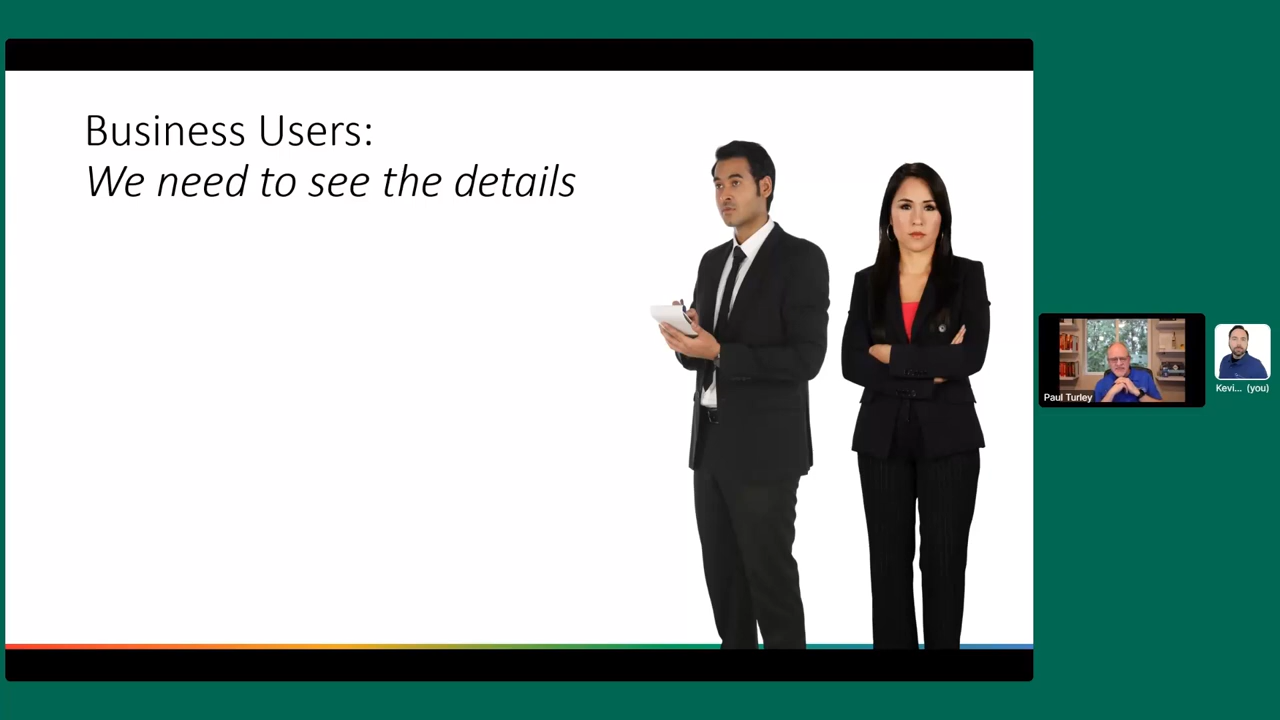 Business Users:
We need to see the details
Paul Turley
Kevi... (you)